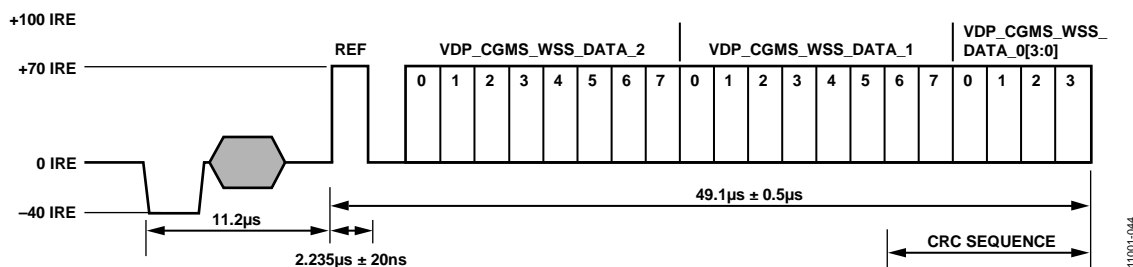 +100 IRE
REF
VDP_CGMS_WSS_DATA_2
VDP_CGMS_WSS_DATA_1
VDP_CGMS_WSS_
DATA_0[3:0]
+70 IRE
0 1 2 3 4 5 6 7 0 1 2 3 4 5 6 7 0 1 2 3
0 IRE
–40 IRE
11.2µs
49.1µs ± 0.5µs
2.235µs ± 20ns
CRC SEQUENCE
11001-044